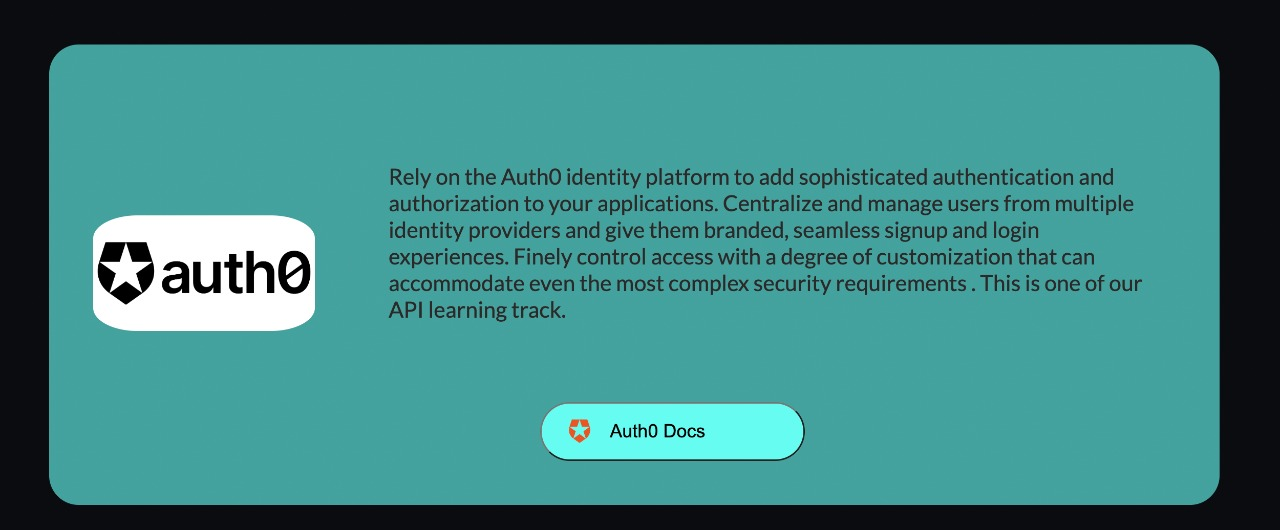 Rely on the Auth0 identity platform to add sophisticated authentication and
authorization to your applications. Centralize and manage users from multiple
identity providers and give them branded, seamless signup and login
experiences. Finely control access with a degree of customization that can
accommodate even the most complex security requirements . This is one of our
API learning track.
auth0
Auth0 Docs